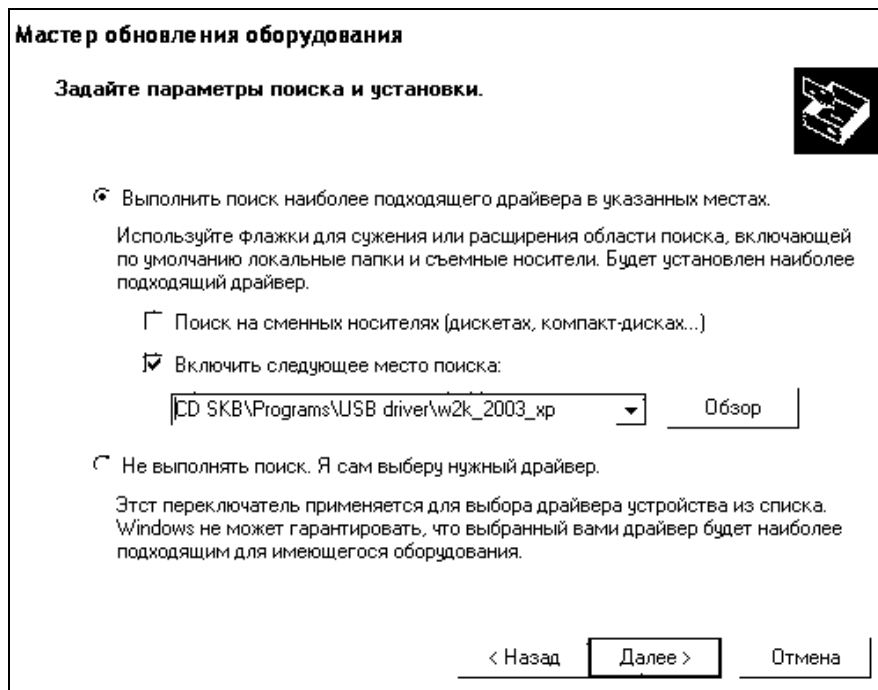 Мастер обновления оборудования
Задайте параметры поиска и установки.
Выполнить поиск наиболее подходящего драйвера в указанных местах.
Используйте флажки для сужения или расширения области поиска, включающей
по умолчанию локальные папки и съемные носители. Будет установлен наиболее
подходящий драйвер.
Поиск на сменных носителях (дискетах, компакт-дисках...)
Включить следующее место поиска:
CD SKB\Programs\USB driver\w2k_2003_xp
Обзор
Не выполнять поиск. Я сам выберу нужный драйвер.
Этст переключатель применяется для выбора драйвера устройства из списка.
Windows не может гарантировать, что выбранный вами драйвер будет наиболее
подходящим для имеющегося оборудования.
< Назад Далее > Отмена